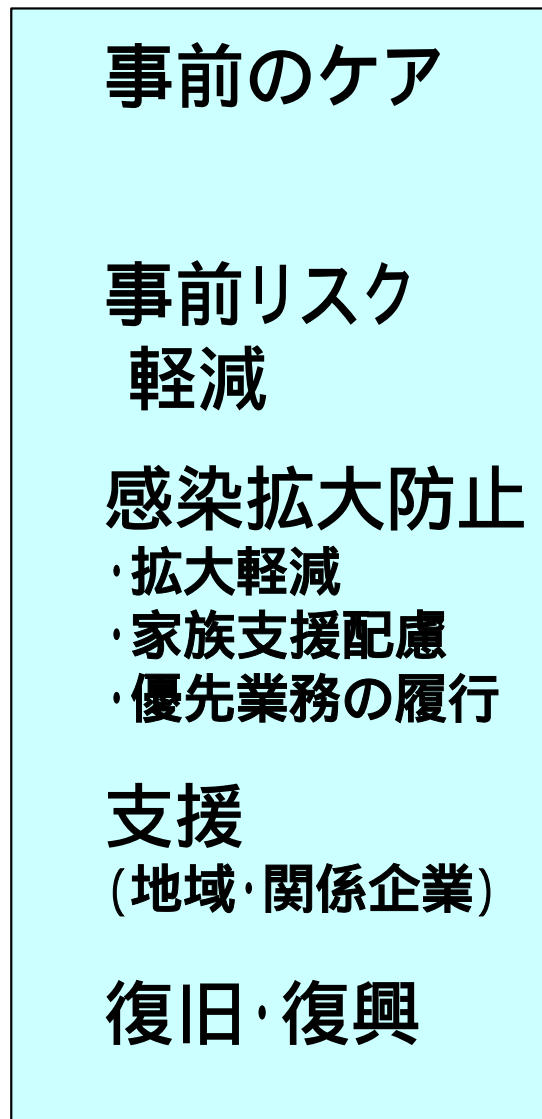 事前のケア
事前リスク
軽減
感染拡大防止
・拡大軽減
・家族支援配慮
・優先業務の履行
支援
(地域・関係企業)
復旧・復興